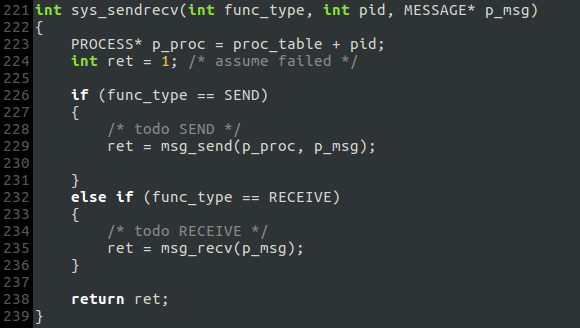 221 int sys_sendrecv(int func_type, int pid, MESSAGE* p_msg)
222 {
223     PROCESS* p_proc = proc_table + pid;
224     int ret = 1; /* assume failed */
225
226     if (func_type == SEND)
227     {
228         /* todo SEND */
229         ret = msg_send(p_proc, p_msg);
230
231     }
232     else if (func_type == RECEIVE)
233     {
234         /* todo RECEIVE */
235         ret = msg_recv(p_msg);
236     }
237
238     return ret;
239 }